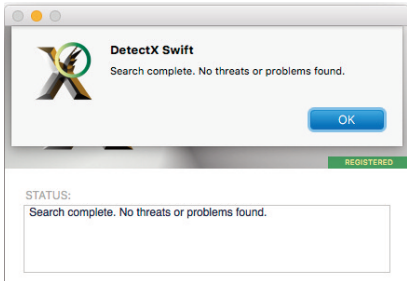 DetectX Swift
Search complete. No threats or problems found.
OK
REGISTERED
STATUS:
Search complete. No threats or problems found.